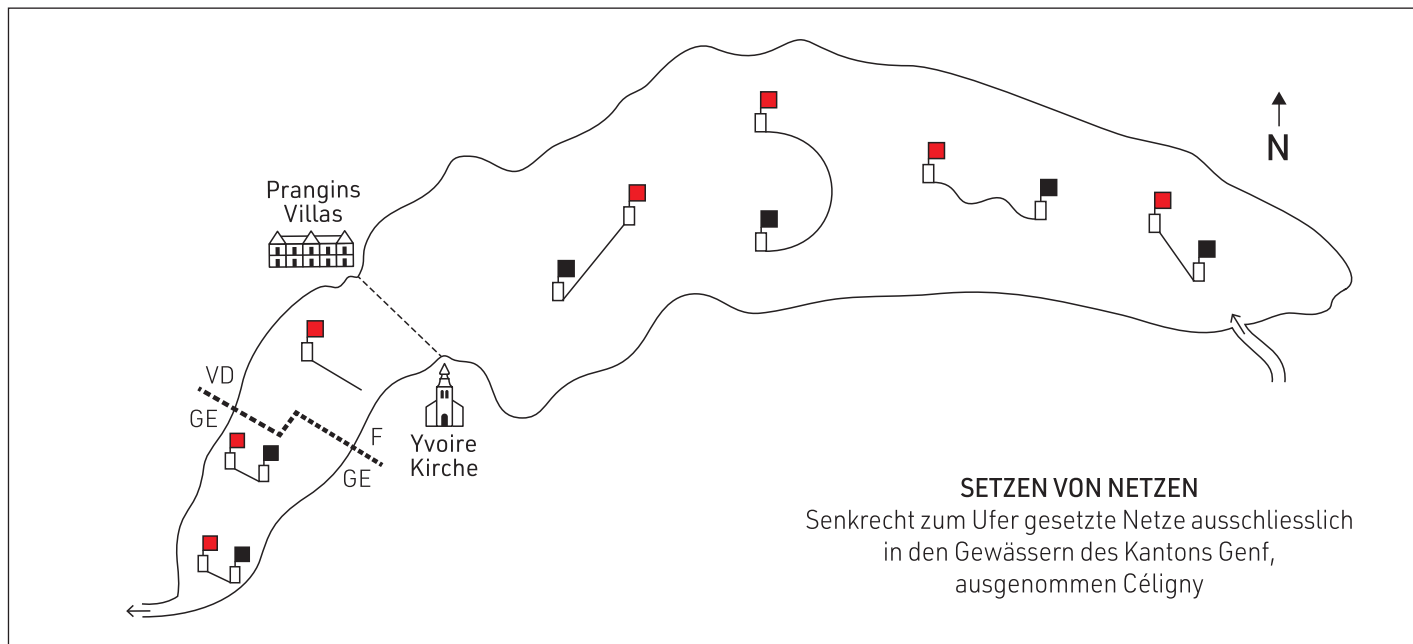 N
Prangins
Villas
VD
GE
F
GE
Yvoire
Kirche
SETZEN VON NETZEN
Senkrecht zum Ufer gesetzte Netze ausschliesslich
in den Gewässern des Kantons Genf,
ausgenommen Céligny